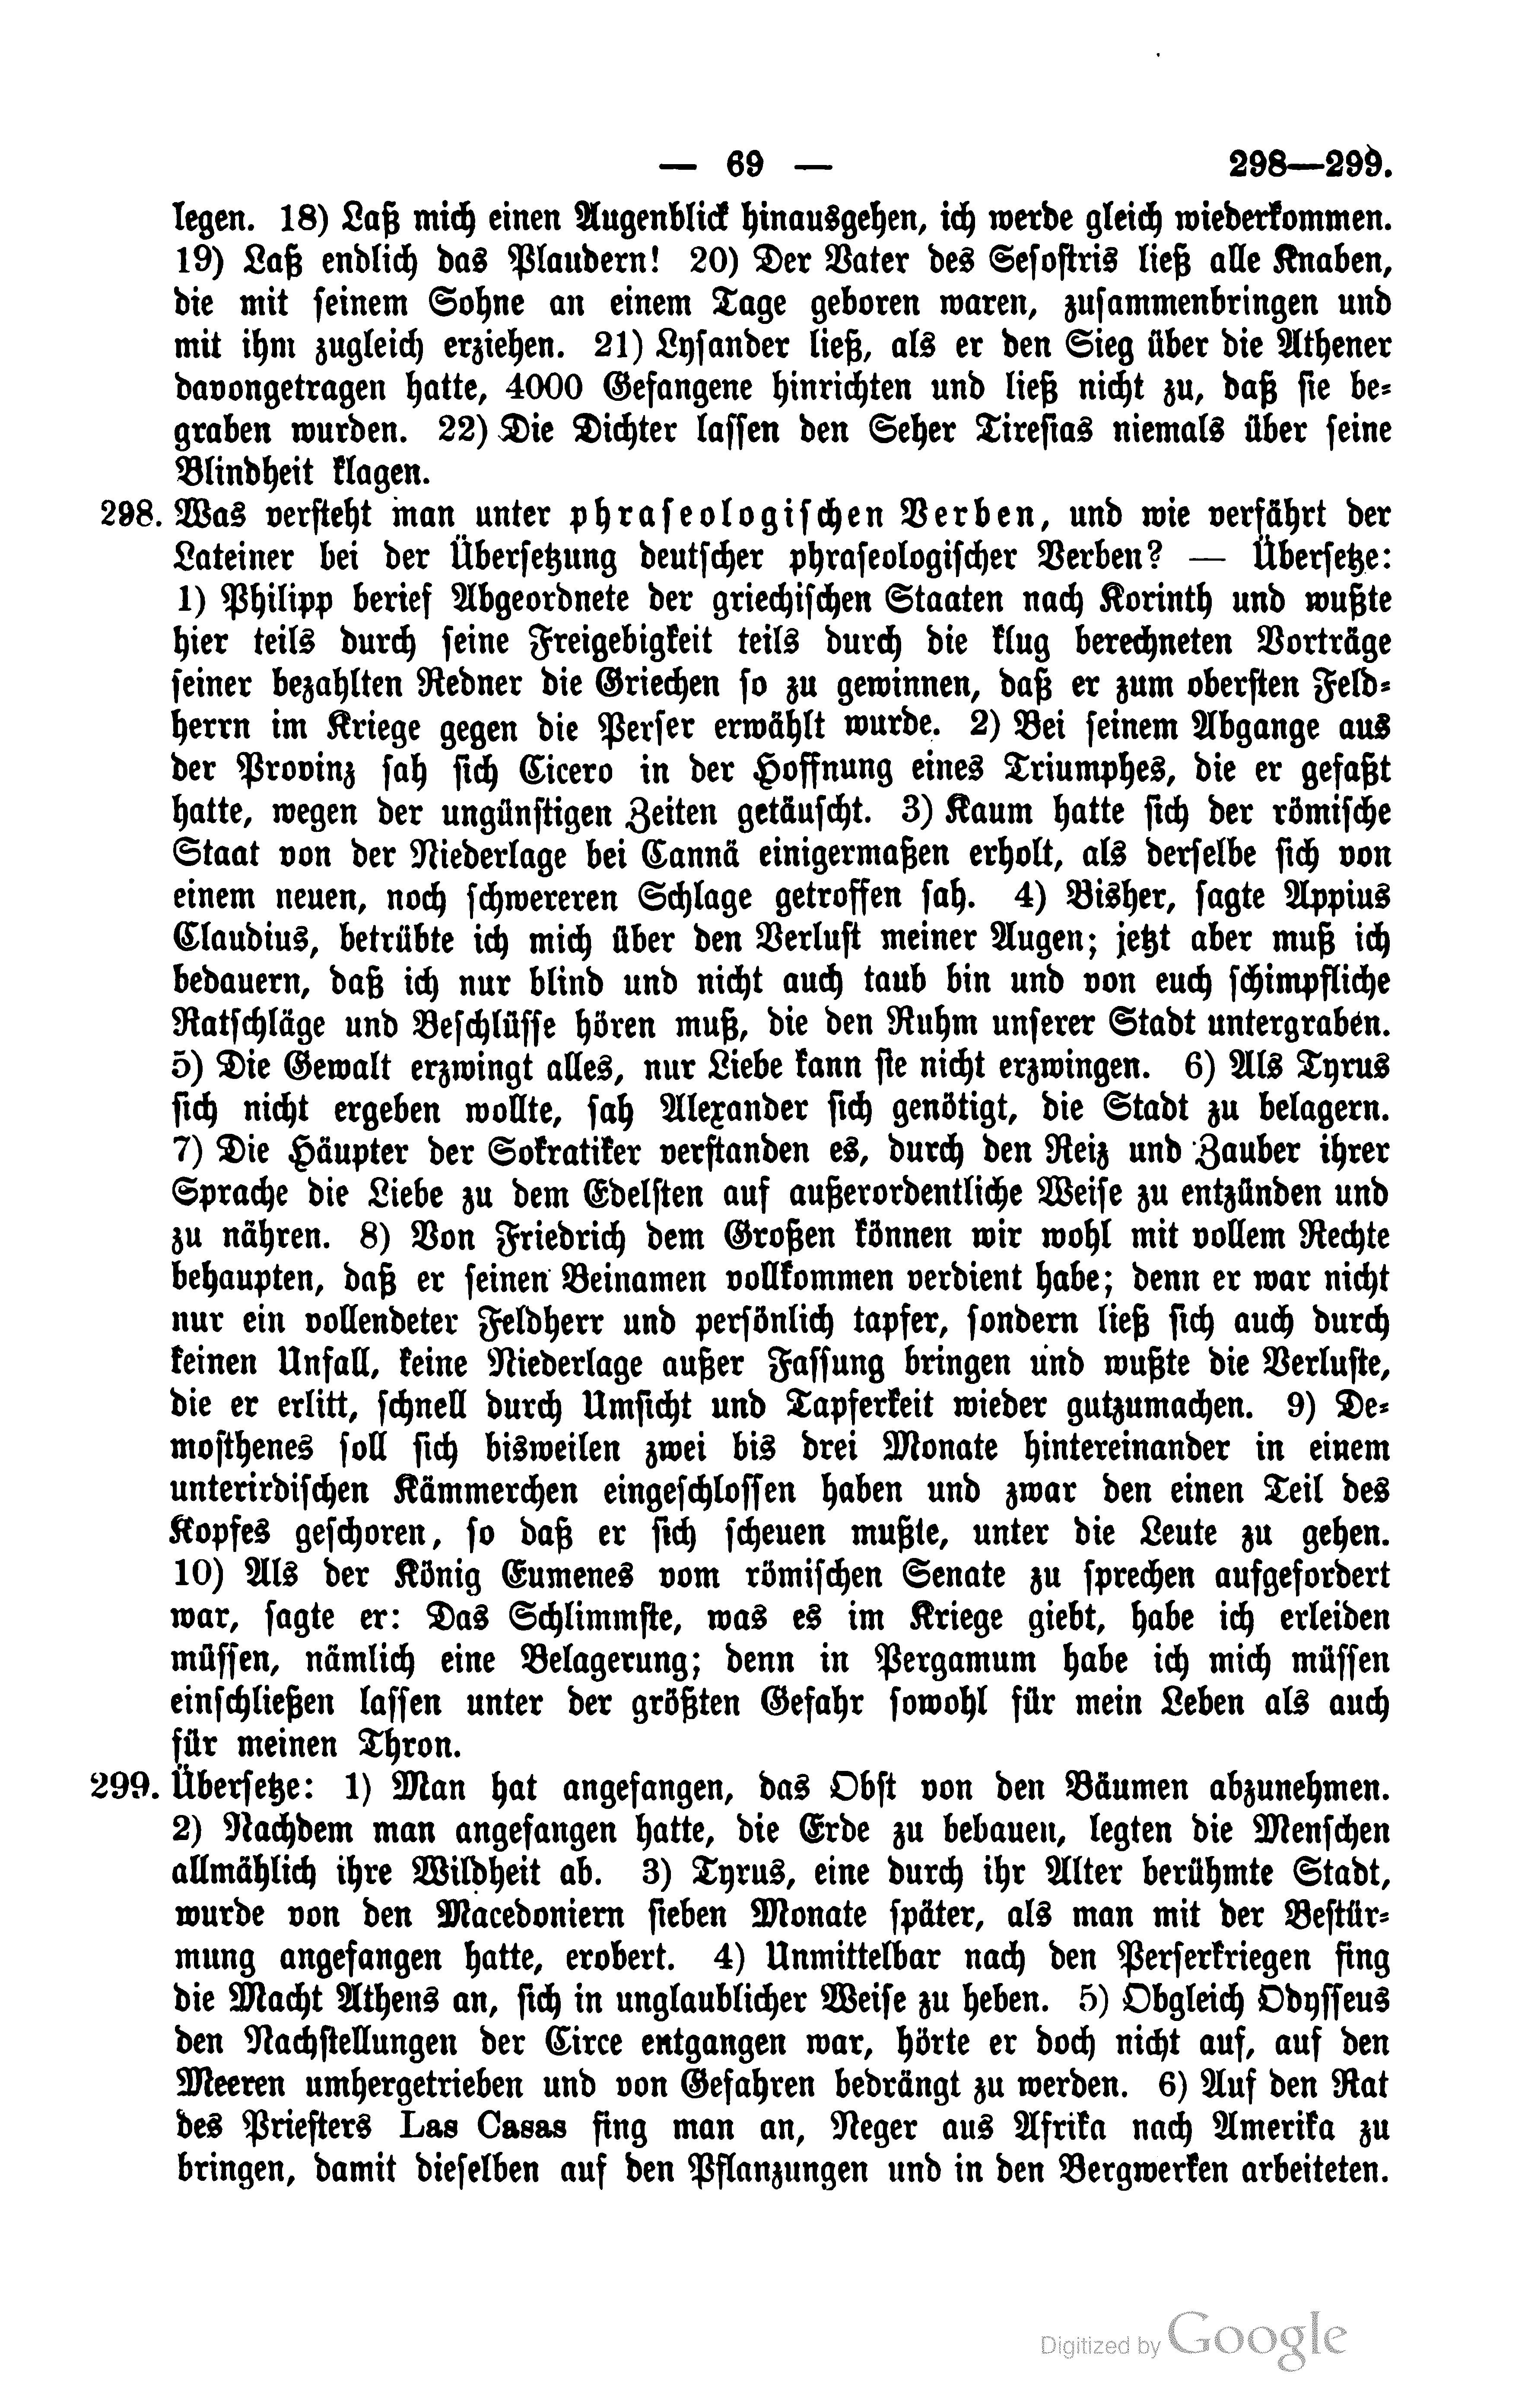 — 69 — 298—299.
legen. 18) Laß mich einen Augenblick hinausgehen, ich werde gleich wiederkommen.
19) Laß endlich das Plaudern! 20) Der Vater des Sesostris ließ alle Knaben,
die mit seinem Sohne an einem Tage geboren waren, zusammenbringen und
mit ihm zugleich erziehen. 21) Lysander ließ, als er den Sieg über die Athener
davongetragen hatte, 4000 Gefangene hinrichten und ließ nicht zu, daß sie be-
graben wurden. 22) Die Dichter lassen den Seher Tiresias niemals über seine
Blindheit klagen.
298. Was versteht man unter phraseologischen Verben, und wie verfährt der
Lateiner bei der Übersetzung deutscher phraseologischer Verben? — Übersetze:
1) Philipp berief Abgeordnete der griechischen Staaten nach Korinth und wußte
hier teils durch seine Freigebigkeit teils durch die klug berechneten Vorträge
seiner bezahlten Redner die Griechen so zu gewinnen, daß er zum obersten Feld-
herrn im Kriege gegen die Perser erwählt wurde. 2) Bei seinem Abgange aus
der Provinz sah sich Cicero in der Hoffnung eines Triumphes, die er gefaßt
hatte, wegen der ungünstigen Zeiten getäuscht. 3) Kaum hatte sich der römische
Staat von der Niederlage bei Cannä einigermaßen erholt, als derselbe sich von
einem neuen, noch schwereren Schlage getroffen sah. 4) Bisher, sagte Appius
Claudius, betrübte ich mich über den Verlust meiner Augen; jetzt aber muß ich
bedauern, daß ich nur blind und nicht auch taub bin und von euch schimpfliche
Ratschläge und Beschlüsse hören muß, die den Ruhm unserer Stadt untergraben.
5) Die Gewalt erzwingt alles, nur Liebe kann sie nicht erzwingen. 6) Als Tyrus
sich nicht ergeben wollte, sah Alexander sich genötigt, die Stadt zu belagern.
7) Die Häupter der Sokratiker verstanden es, durch den Reiz und Zauber ihrer
Sprache die Liebe zu dem Edelsten auf außerordentliche Weise zu entzünden und
zu nähren. 8) Von Friedrich dem Großen können wir wohl mit vollem Rechte
behaupten, daß er seinen Beinamen vollkommen verdient habe; denn er war nicht
nur ein vollendeter Feldherr und persönlich tapfer, sondern ließ sich auch durch
keinen Unfall, keine Niederlage außer Fassung bringen und wußte die Verluste,
die er erlitt, schnell durch Umsicht und Tapferkeit wieder gutzumachen. 9) De-
mosthenes soll sich bisweilen zwei bis drei Monate hintereinander in einem
unterirdischen Kämmerchen eingeschlossen haben und zwar den einen Teil des
Kopfes geschoren, so daß er sich scheuen mußte, unter die Leute zu gehen.
10) Als der König Eumenes vom römischen Senate zu sprechen aufgefordert
war, sagte er: Das Schlimmste, was es im Kriege giebt, habe ich erleiden
müssen, nämlich eine Belagerung; denn in Pergamum habe ich mich müssen
einschließen lassen unter der größten Gefahr sowohl für mein Leben als auch
für meinen Thron.
299. Übersetze: 1) Man hat angefangen, das Obst von den Bäumen abzunehmen.
2) Nachdem man angefangen hatte, die Erde zu bebauen, legten die Menschen
allmählich ihre Wildheit ab. 3) Tyrus, eine durch ihr Alter berühmte Stadt,
wurde von den Macedoniern sieben Monate später, als man mit der Bestür-
mung angefangen hatte, erobert. 4) Unmittelbar nach den Perserkriegen fing
die Macht Athens an, sich in unglaublicher Weise zu heben. 5) Obgleich Odysseus
den Nachstellungen der Circe entgangen war, hörte er doch nicht auf, auf den
Meeren umhergetrieben und von Gefahren bedrängt zu werden. 6) Auf den Rat
des Priesters Las Casas fing man an, Neger aus Afrika nach Amerika zu
bringen, damit dieselben auf den Pflanzungen und in den Bergwerken arbeiteten.
Digitized by Google